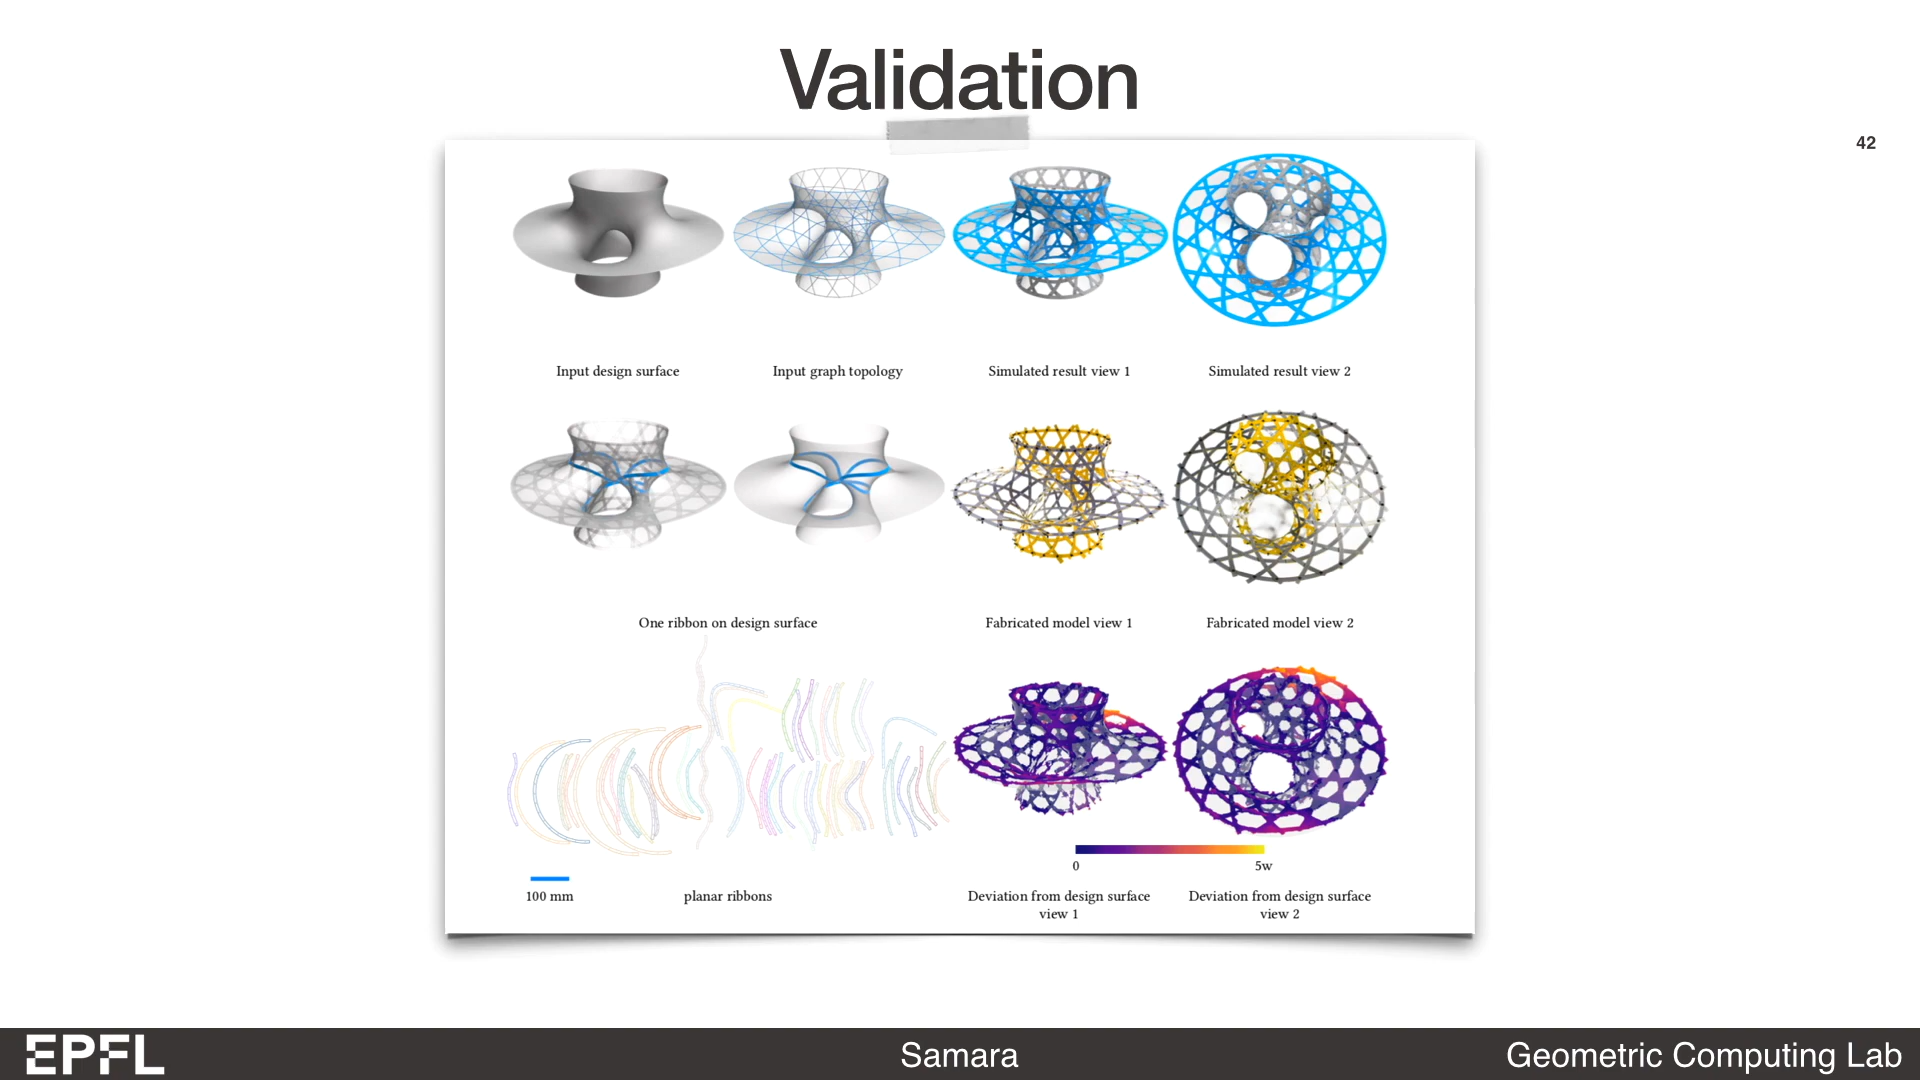 Validation
42
Input design surface
Input graph topology
Simulated result view 1
Simulated result view 2
One ribbon on design surface
Fabricated model view 1
Fabricated model view 2
0
5w
100 mm
planar ribbons
Deviation from design surface
view 1
Deviation from design surface
view 2
EPFL
Samara
Geometric Computing Lab